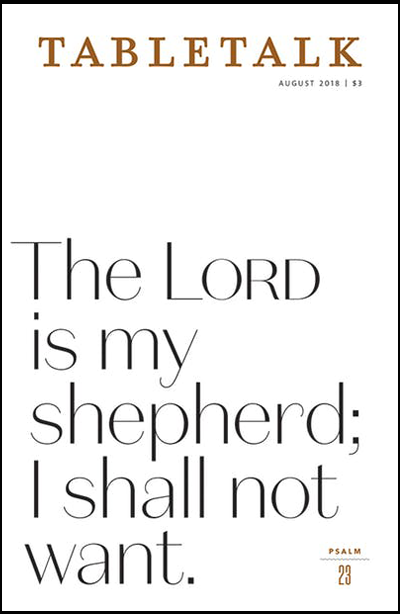 TABLETALK
AUGUST 2018 | $3
The LORD
is my
shepherd;
I shall not
want.
PSALM
23